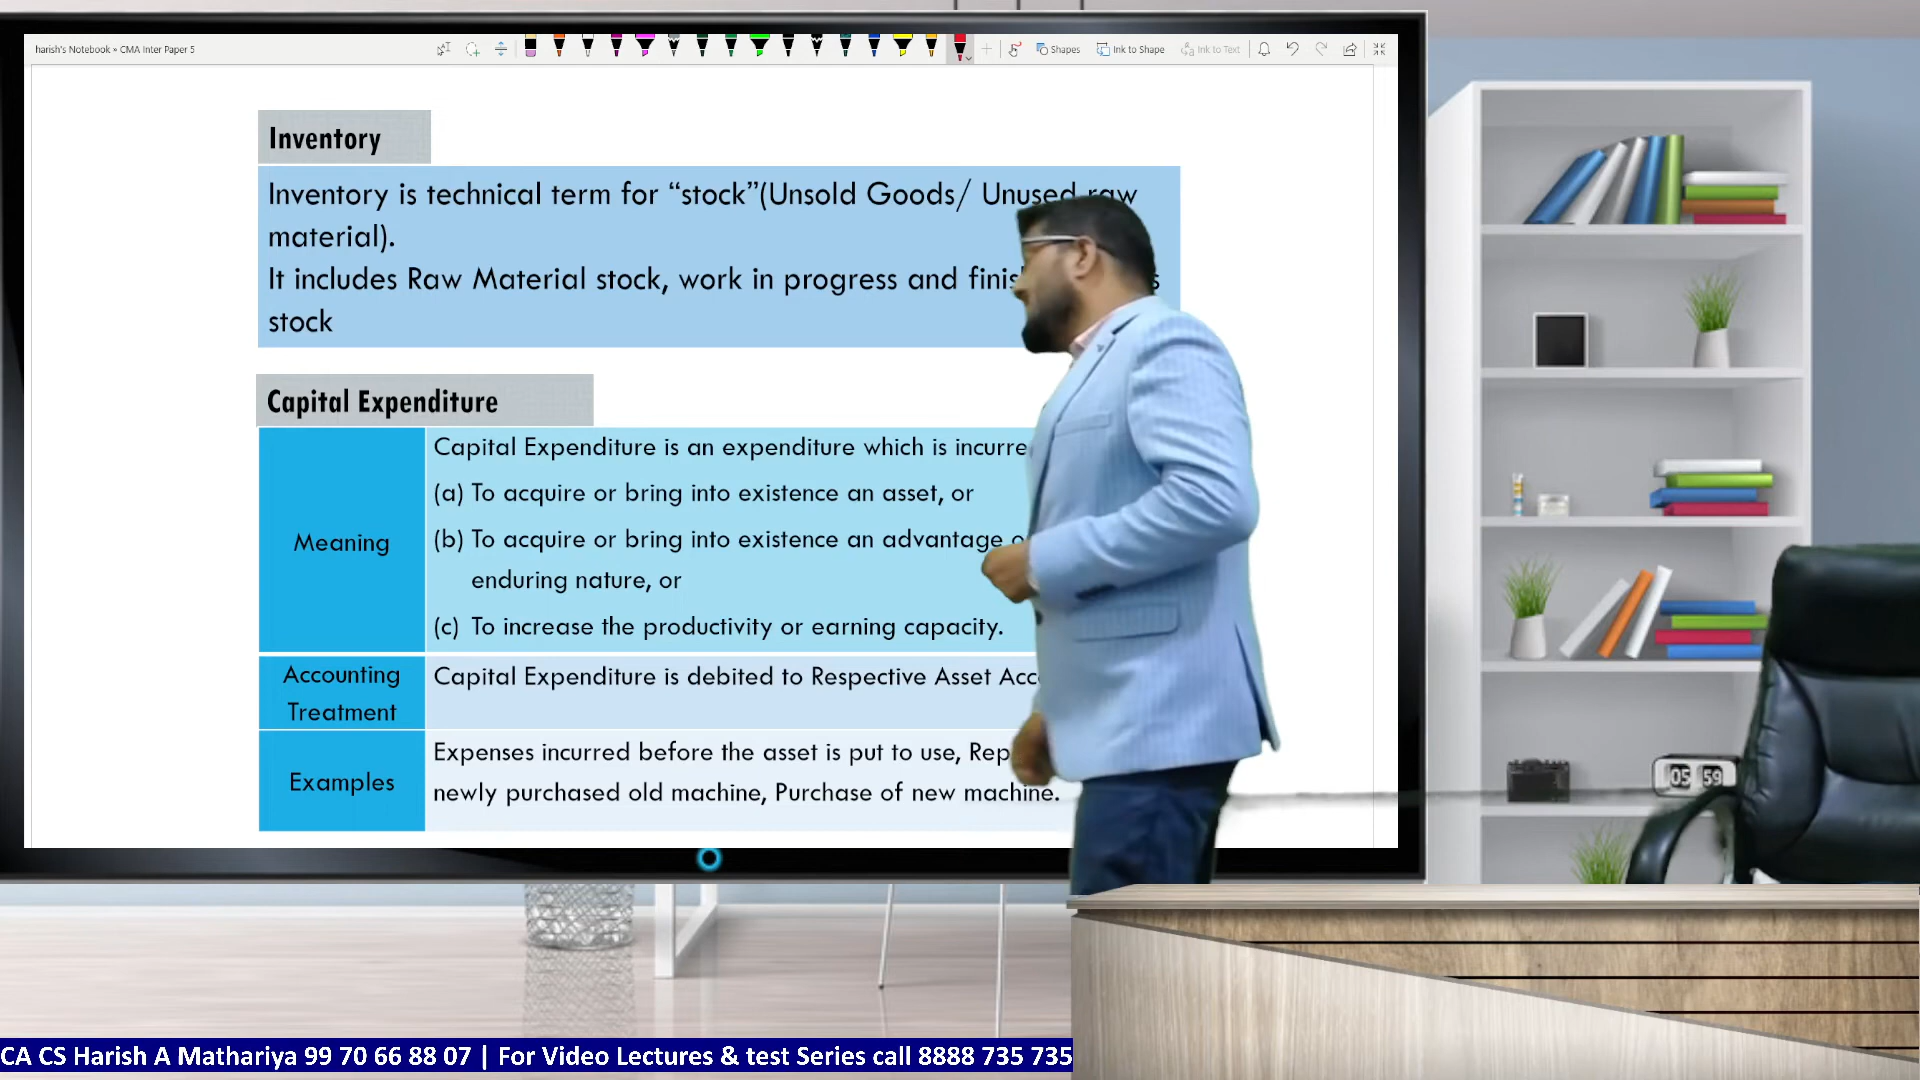 harish's Notebook » CMA Inter Paper 5
Shapes
Ink to Shape
Ink to Text
Inventory
Inventory is technical term for “stock”(Unsold Goods/ Unused raw
material).
It includes Raw Material stock, work in progress and
stock
Capital Expenditure
Meaning
Capital Expenditure is an expenditure which is
(a) To acquire or bring into existence an asset, or
(b) To acquire or bring into existence an advantage
enduring nature, or
(c) To increase the productivity or earning capacity.
Accounting
Treatment
Capital Expenditure is debited to Respective Asset
Examples
Expenses incurred before the asset is put to use,
newly purchased old machine, Purchase of new machine.
05 59
CA CS Harish A Mathariya 99 70 66 88 07 | For Video Lectures & test Series call 8888 735 735